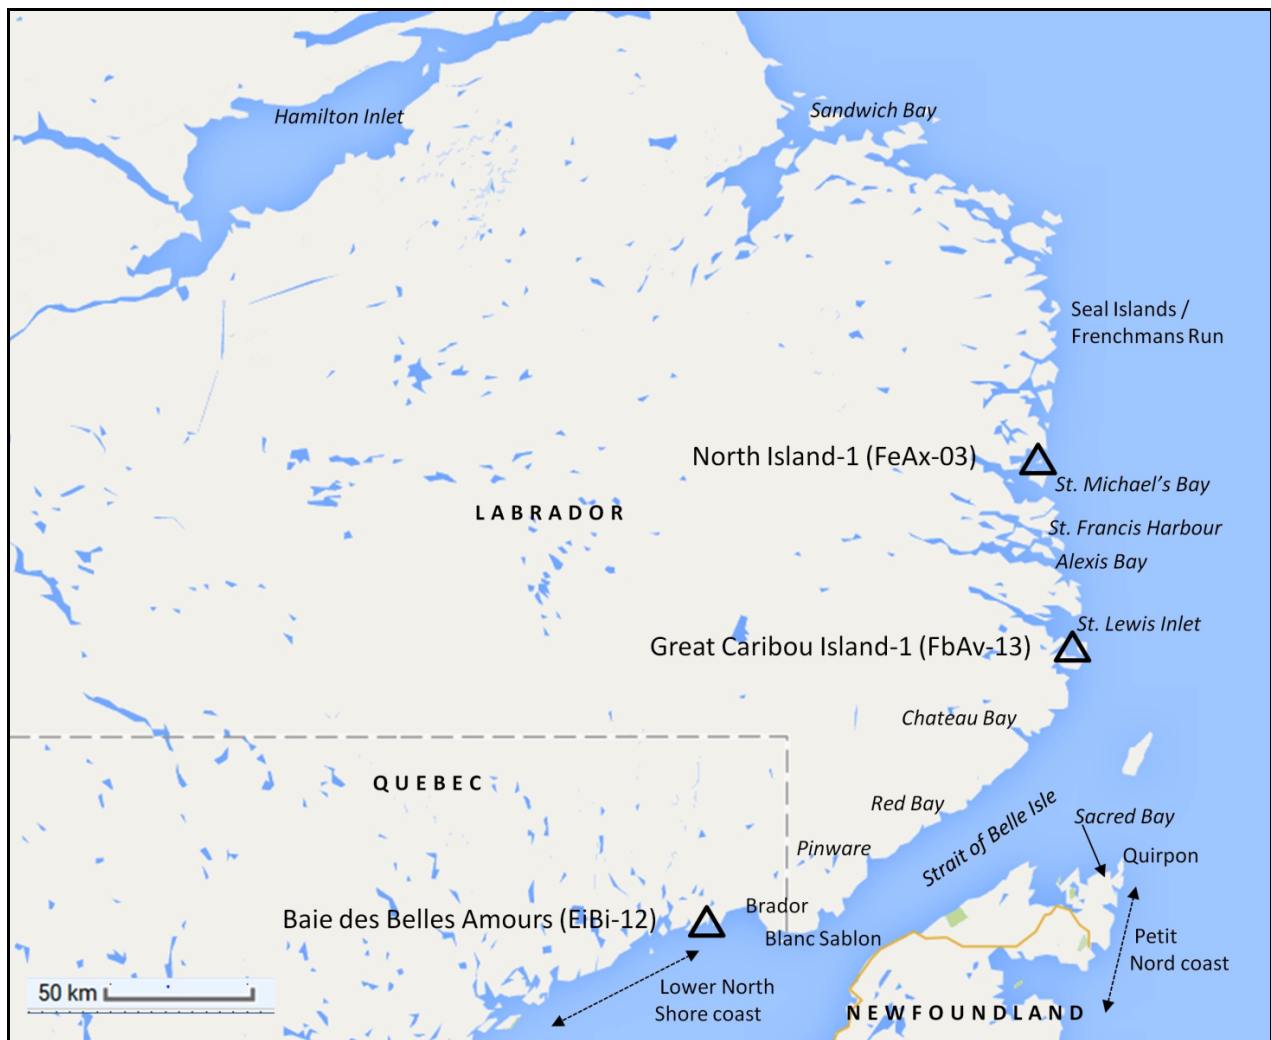 Hamilton Inlet
Sandwich Bay
Seal Islands /
Frenchmans Run
North Island-1 (FeAx-03)
St. Michael's Bay
LABRADOR
St. Francis Harbour
Alexis Bay
St. Lewis Inlet
Great Caribou Island-1 (FbAv-13)
Chateau Bay
QUEBEC
Red Bay
Strait of Belle Isle
Sacred Bay
Pinware
Quirpon
Brador
Baie des Belles Amours (EiBi-12)
Blanc Sablon
Petit
Nord coast
50 km
Lower North
Shore coast
NEWFOUNDLAND